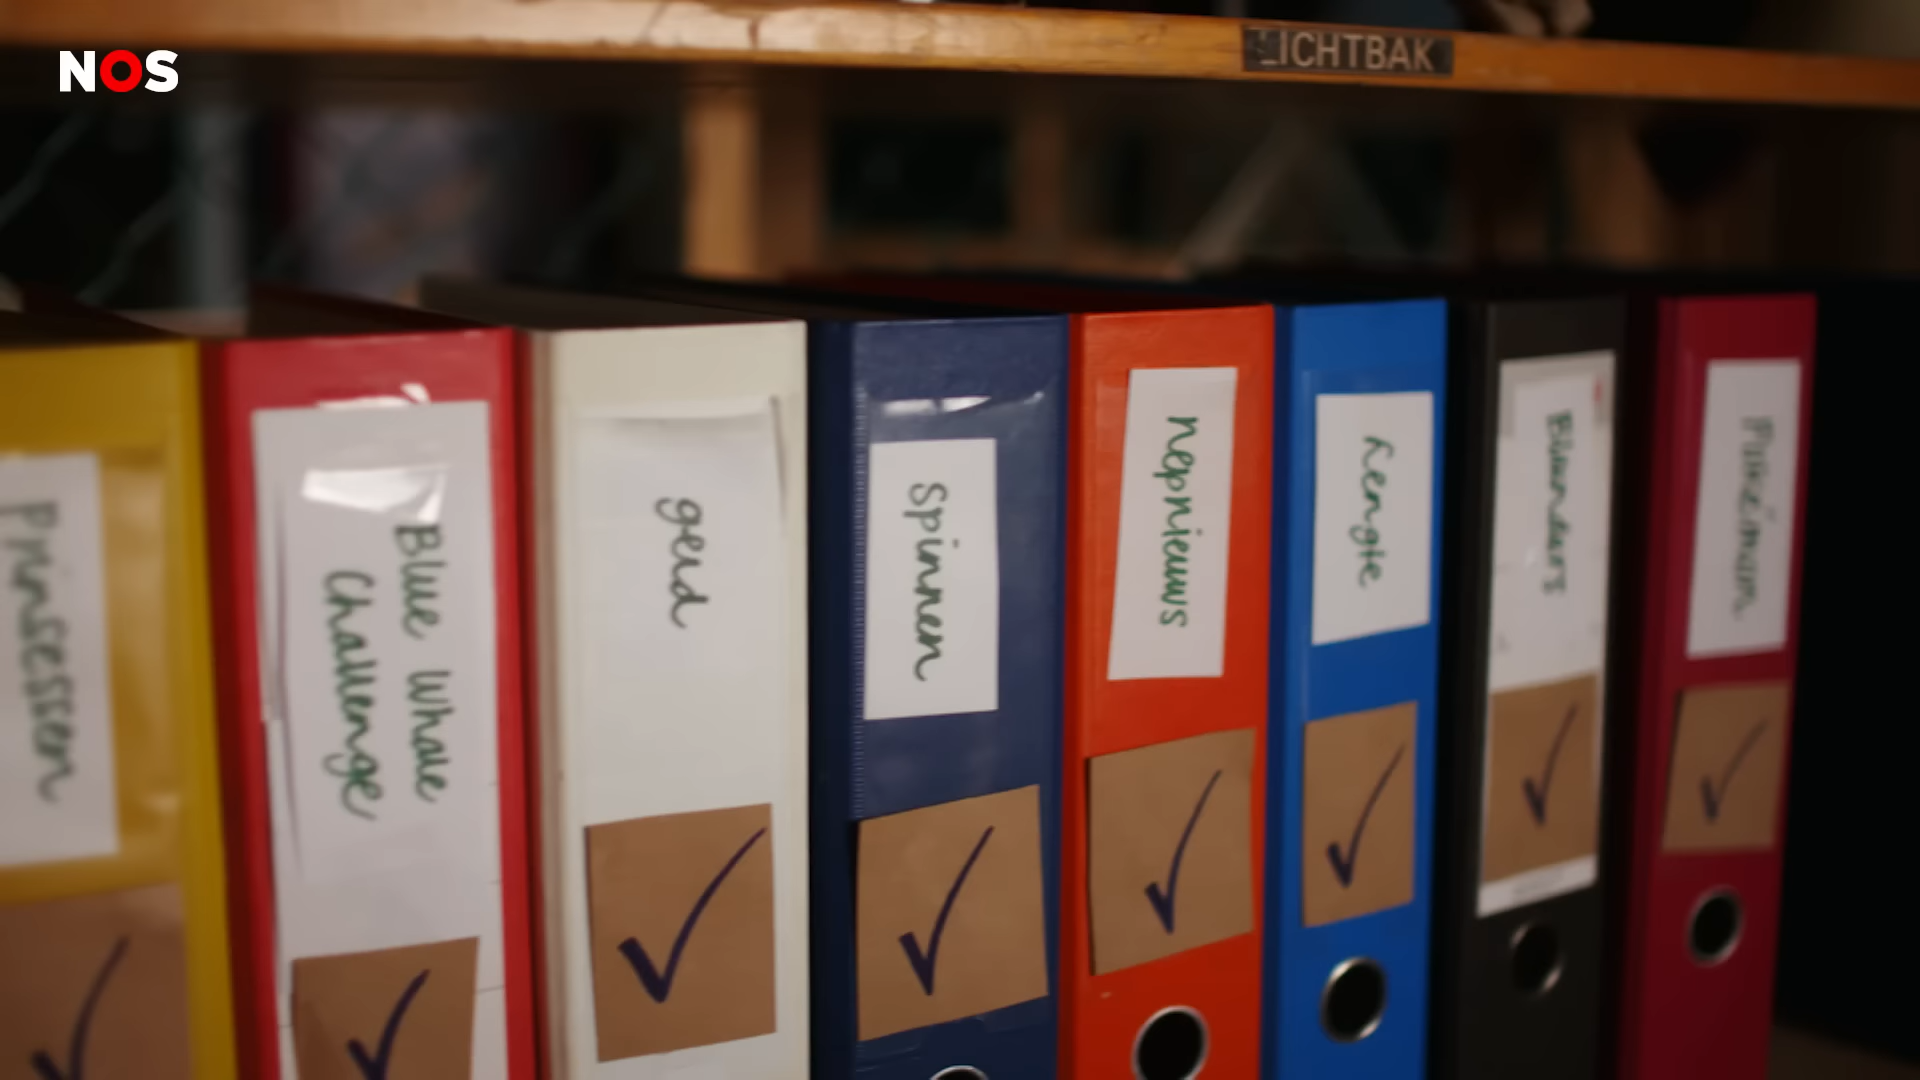 NOS
LICHTBAK
Prinsessen
Blue Whale
Challenge
geld
Spinnen
Nepnieuws
Lengte